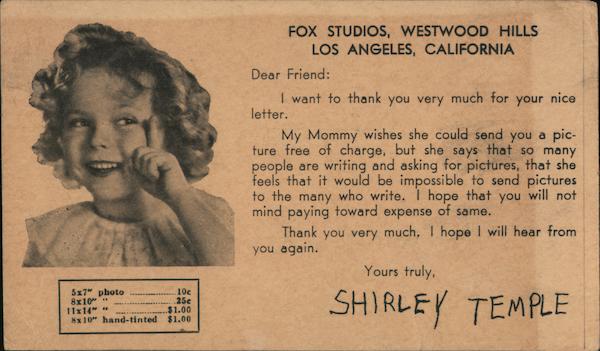 FOX STUDIOS, WESTWOOD HILLS
LOS ANGELES, CALIFORNIA
Dear Friend:
I want to thank you very much for your nice
letter.
My Mommy wishes she could send you a pic-
ture free of charge, but she says that so many
people are writing and asking for pictures, that she
feels that it would be impossible to send pictures
to the many who write. I hope that you will not
mind paying toward expense of same.
Thank you very much, I hope I will hear from
you again.
Yours truly,
SHIRLEY TEMPLE
5x7" photo ............ 10c
8x10" " ............ 25c
11x14" " ............ $1.00
8x10" hand-tinted $1.00